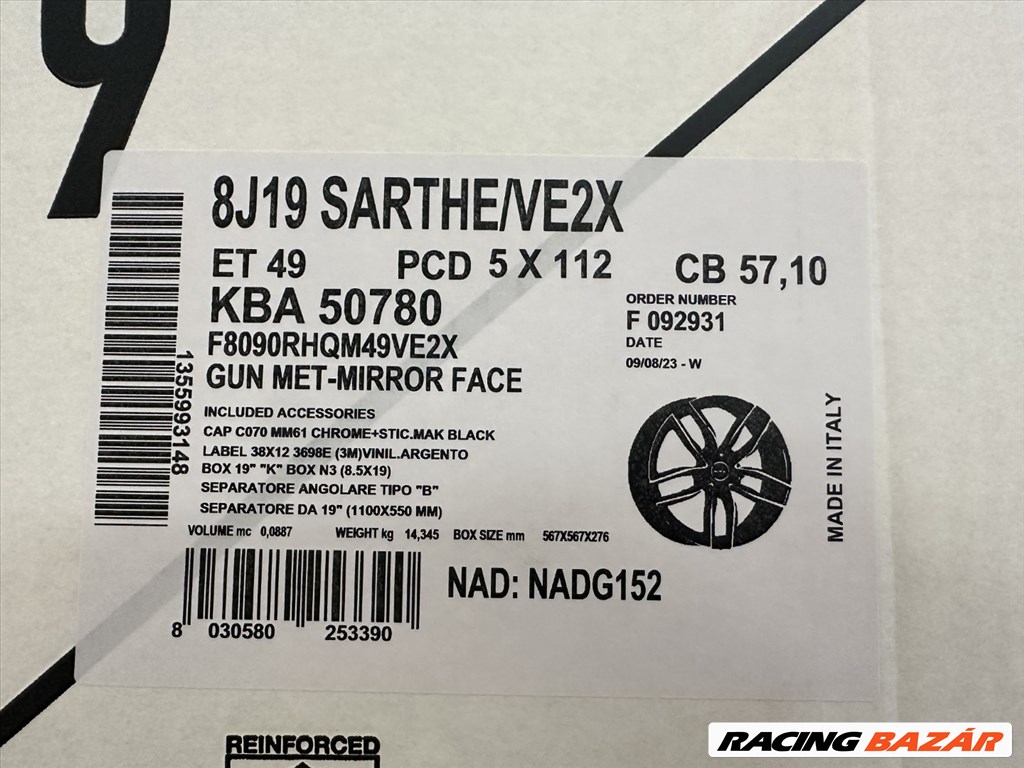 9
8J19 SARTHE/VE2X
ET 49 PCD 5 X 112 CB 57,10
KBA 50780
ORDER NUMBER
F 092931
F8090RHQM49VE2X
DATE
GUN MET-MIRROR FACE
09/08/23 - W
1355993148
INCLUDED ACCESSORIES
CAP C070 MM61 CHROME+STIC.MAK BLACK
LABEL 38X12 3698E (3M)VINIL.ARGENTO
BOX 19" "K" BOX N3 (8.5X19)
SEPARATORE ANGOLARE TIPO "B"
SEPARATORE DA 19" (1100X550 MM)
MADE IN ITALY
VOLUME mc 0,0887 WEIGHT kg 14,345 BOX SIZE mm 567X567X276
NAD: NADG152
8 030580 253390
REINFORCED
RACING BAZÁR